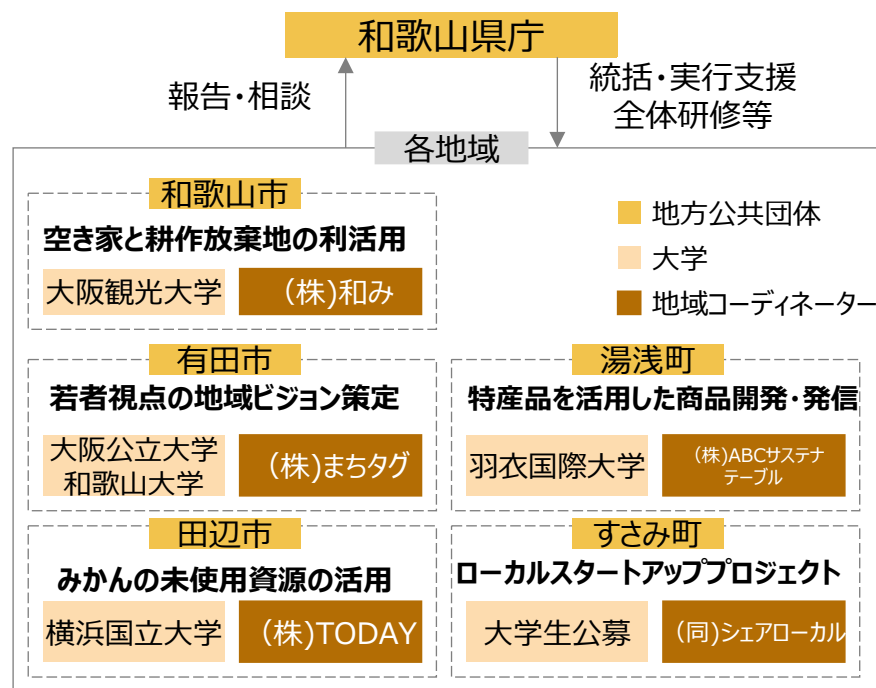 和歌山県庁
報告・相談
統括・実行支援
全体研修等
各地域
和歌山市
空き家と耕作放棄地の利活用
大阪観光大学
(株)和み
地方公共団体
大学
地域コーディネーター
有田市
若者視点の地域ビジョン策定
大阪公立大学
和歌山大学
(株)まちタグ
湯浅町
特産品を活用した商品開発・発信
羽衣国際大学
(株)ABCサステナ
テーブル
田辺市
みかんの未使用資源の活用
横浜国立大学
(株)TODAY
すさみ町
ローカルスタートアッププロジェクト
大学生公募
(同)シェアローカル